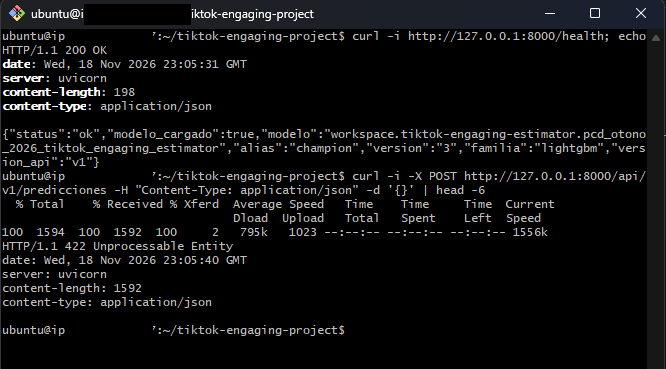 ubuntu@i tiktok-engaging-project
ubuntu@ip :~/tiktok-engaging-project$ curl -i http://127.0.0.1:8000/health; echo
HTTP/1.1 200 OK
date: Wed, 18 Nov 2026 23:05:31 GMT
server: uvicorn
content-length: 198
content-type: application/json

{"status":"ok","modelo_cargado":true,"modelo":"workspace.tiktok-engaging-estimator.pcd_otono
_2026_tiktok_engaging_estimator","alias":"champion","version":"3","familia":"lightgbm","vers
ion_api":"v1"}
ubuntu@ip :~/tiktok-engaging-project$ curl -i -X POST http://127.0.0.1:8000/api/
v1/predicciones -H "Content-Type: application/json" -d '{}' | head -6
  % Total    % Received % Xferd  Average Speed   Time    Time     Time  Current
                                 Dload  Upload   Total   Spent    Left  Speed
100  1594  100  1592  100     2   795k   1023 --:--:-- --:--:-- --:--:-- 1556k
HTTP/1.1 422 Unprocessable Entity
date: Wed, 18 Nov 2026 23:05:40 GMT
server: uvicorn
content-length: 1592
content-type: application/json

ubuntu@ip :~/tiktok-engaging-project$